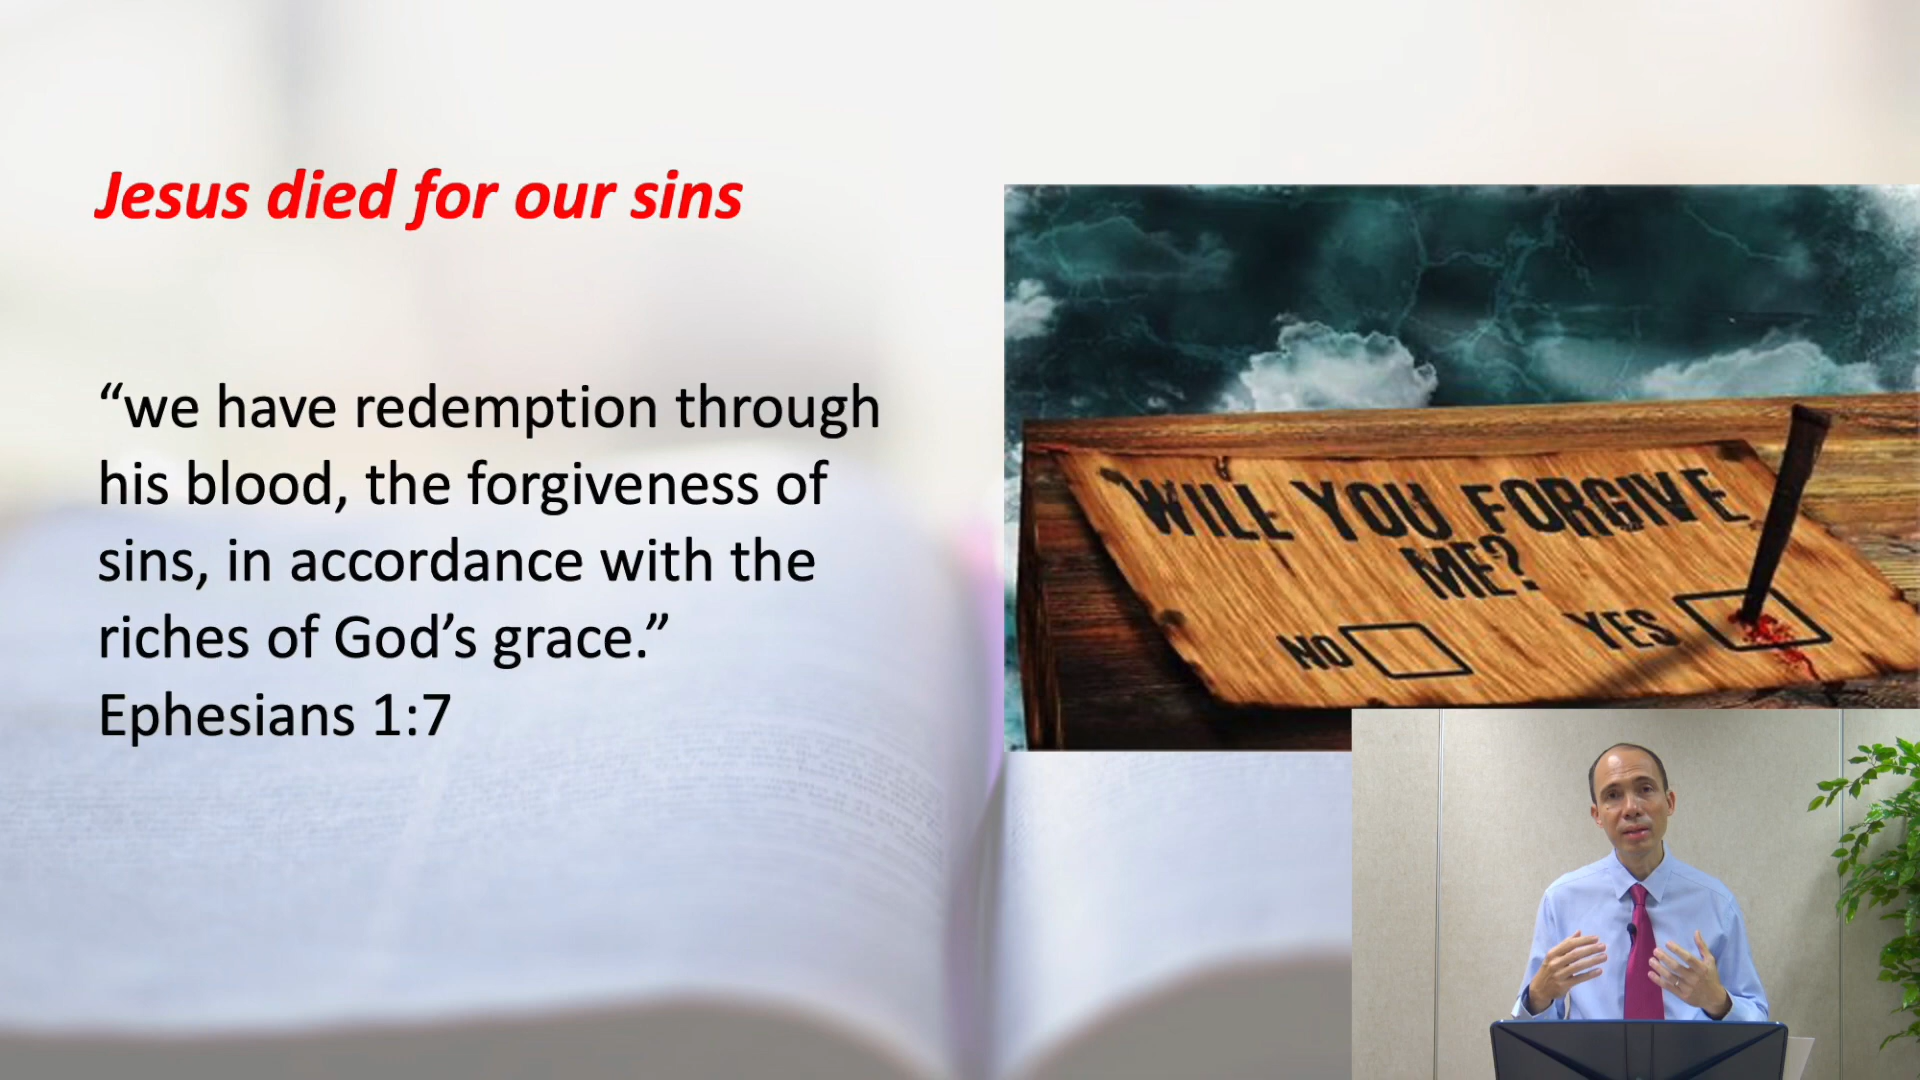 Jesus died for our sins
“we have redemption through
his blood, the forgiveness of
sins, in accordance with the
riches of God’s grace.”
Ephesians 1:7
WILL YOU FORGIVE
ME?
NO
YES